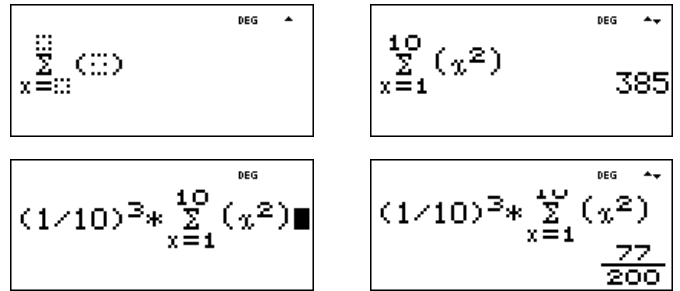 DEG
x=
Σ ( )
DEG
10
Σ (x²)
x=1
385
DEG
(1/10)³* 10
Σ (x²)
x=1
DEG
(1/10)³* 10
Σ (x²)
x=1
77
200